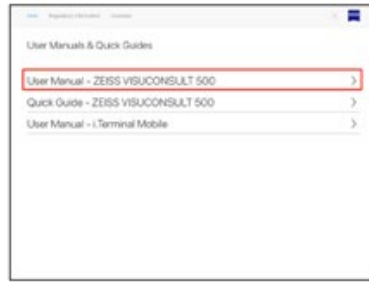 User Manuals & Quick Guides
User Manual - ZEISS VISUCONSULT 500
Quick Guide - ZEISS VISUCONSULT 500
User Manual - i.Terminal Mobile